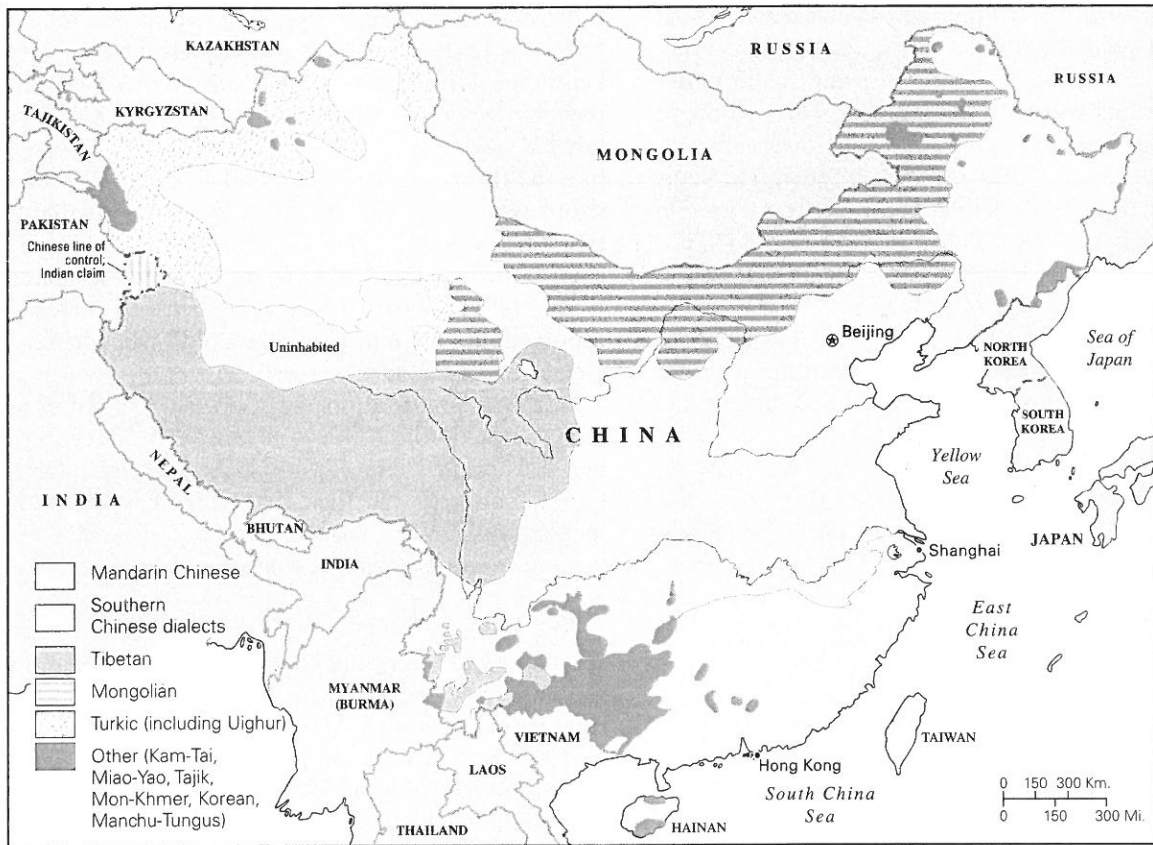 KAZAKHSTAN
RUSSIA
RUSSIA
KYRGYZSTAN
TAJIKISTAN
MONGOLIA
PAKISTAN
Chinese line of
control,
Indian claim
Beijing
Uninhabited
NORTH
KOREA
Sea of
Japan
SOUTH
KOREA
CHINA
Yellow
Sea
NEPAL
INDIA
BHUTAN
JAPAN
Shanghai
INDIA
East
China
Sea
MYANMAR
(BURMA)
VIETNAM
TAIWAN
LAOS
Hong Kong
South China
Sea
HAINAN
THAILAND
Mandarin Chinese
Southern
Chinese dialects
Tibetan
Mongolian
Turkic (including Uighur)
Other (Kam-Tai,
Miao-Yao, Tajik,
Mon-Khmer, Korean,
Manchu-Tungus)
0 150 300 Km.
0 150 300 Mi.